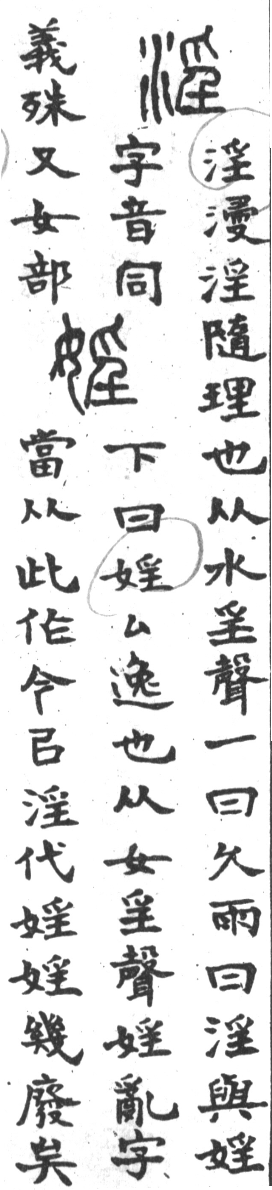 淫
淫漫淫隨理也从水㸒聲一曰久雨曰淫與婬
字音同
義殊又女部
婬
下曰婬厶逸也从女㸒聲婬亂字
當从此作今㠯淫代婬婬幾廢矣